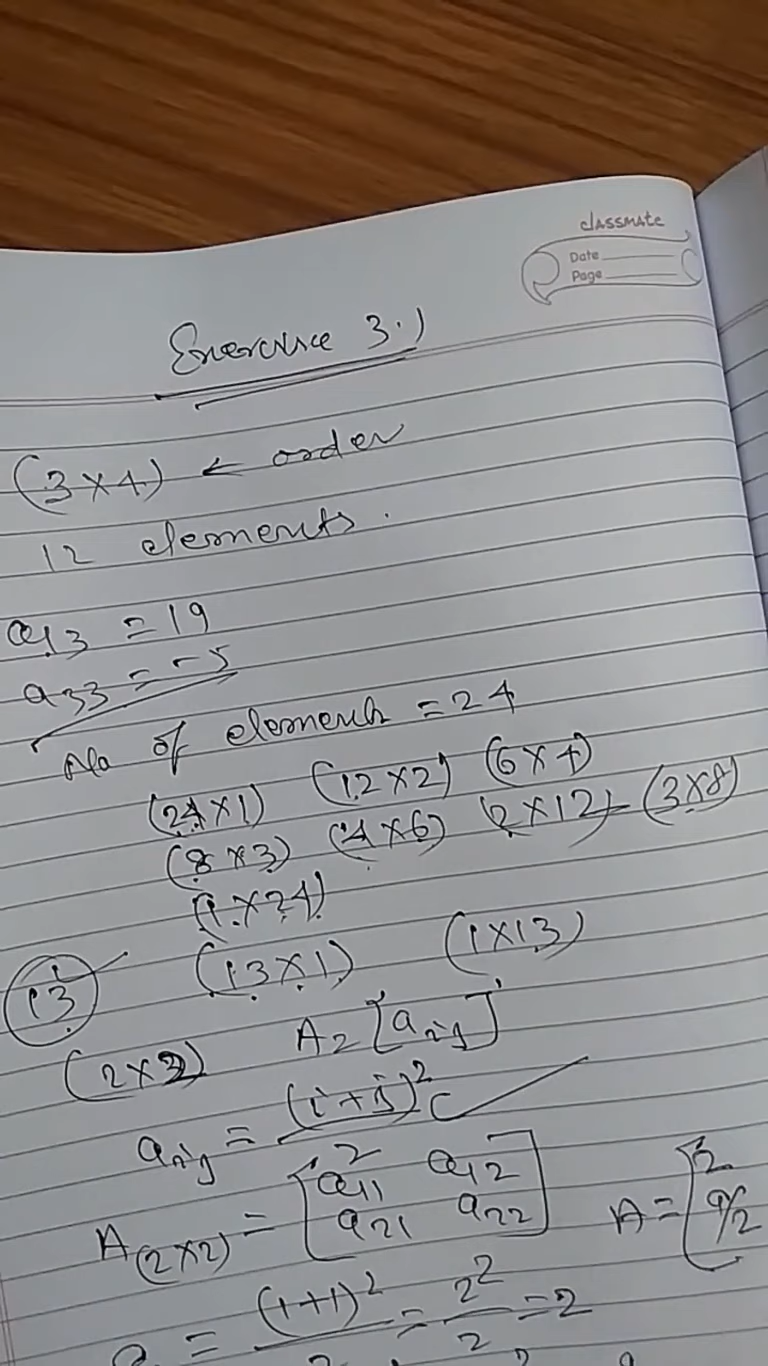 classmate
Date
Page
Exercise 3.1
(3×4) ← order
12 elements.
a13 = 19
a33 = -5
No of elements = 24
(24×1) (12×2) (6×4)
(8×3) (4×6) (2×12) (3×8)
(1×24)
13 (13×1) (1×13)
(2×2) A = [aij]
aij = (i+j)²
2
A(2×2) = [a11 a12
a21 a22]
A = [2
9/2
= (1+1)² = 2² = 2
2